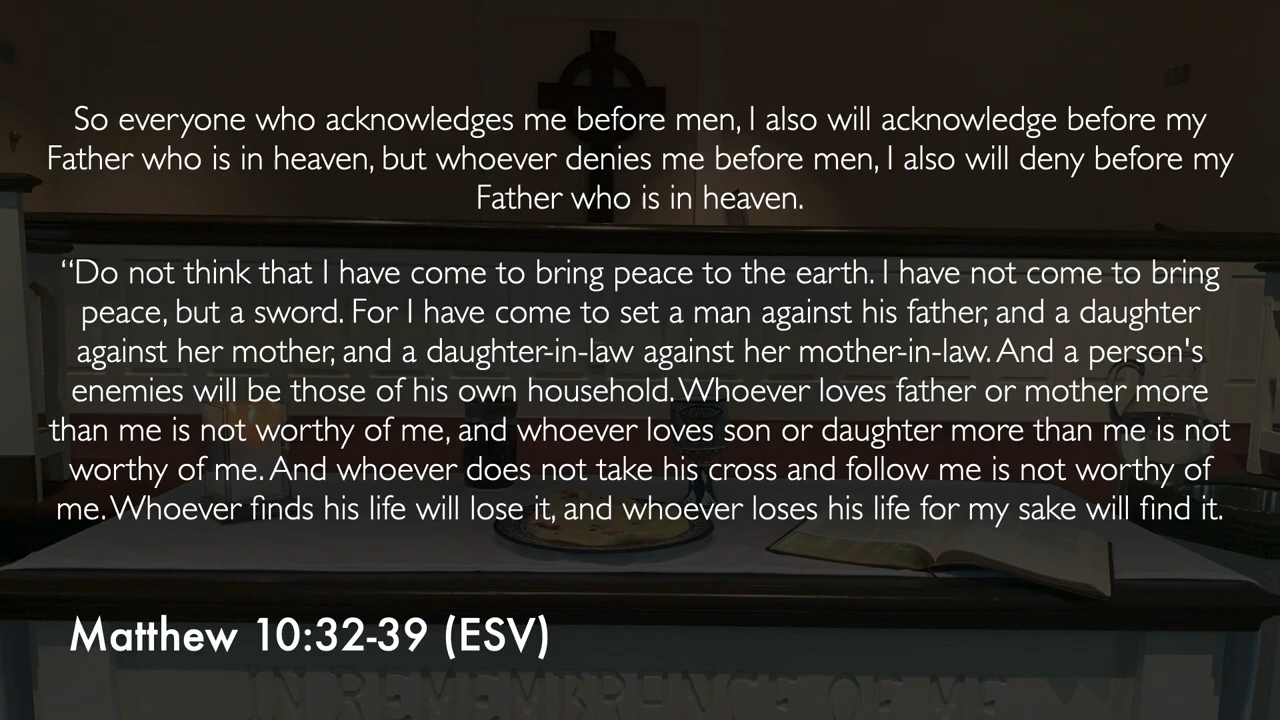 So everyone who acknowledges me before men, I also will acknowledge before my
Father who is in heaven, but whoever denies me before men, I also will deny before my
Father who is in heaven.
“Do not think that I have come to bring peace to the earth. I have not come to bring
peace, but a sword. For I have come to set a man against his father, and a daughter
against her mother, and a daughter-in-law against her mother-in-law. And a person's
enemies will be those of his own household. Whoever loves father or mother more
than me is not worthy of me, and whoever loves son or daughter more than me is not
worthy of me. And whoever does not take his cross and follow me is not worthy of
me. Whoever finds his life will lose it, and whoever loses his life for my sake will find it.
Matthew 10:32-39 (ESV)
IN REMEMBRENCE OF ME